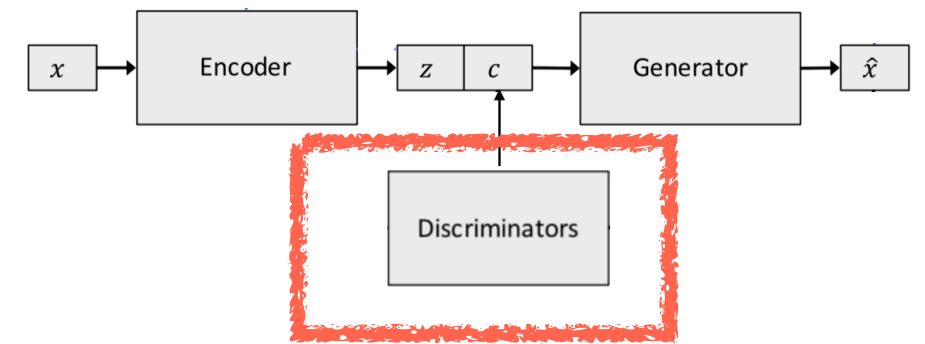 x
Encoder
z
c
Generator
x̂
Discriminators